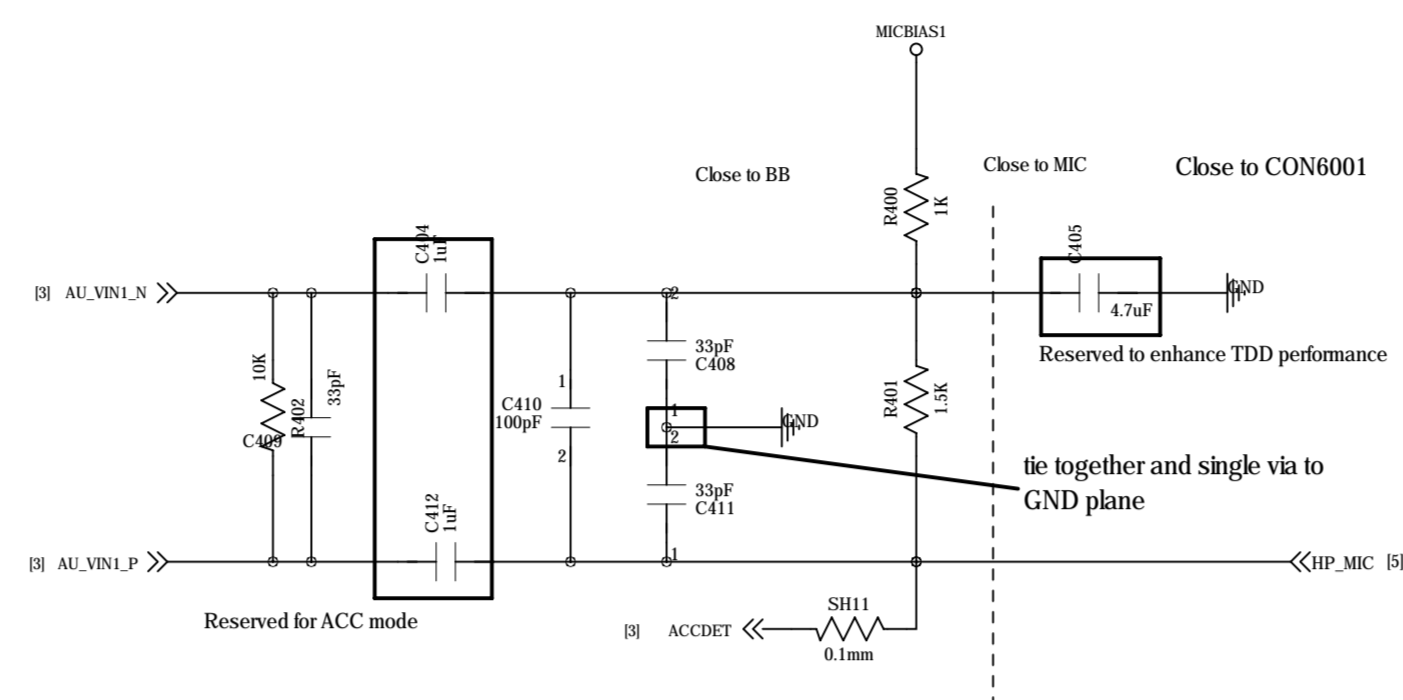 MICBIAS1
Close to BB
Close to MIC
Close to CON6001
R400
1K
C404
1uF
C405
4.7uF
GND
[3] AU_VIN1_N
2
Reserved to enhance TDD performance
10K
R402
33pF
C409
33pF
C408
1
C410
100pF
2
1
2
GND
R401
1.5K
tie together and single via to
GND plane
33pF
C411
C412
1uF
1
[3] AU_VIN1_P
HP_MIC [5]
Reserved for ACC mode
SH11
[3] ACCDET
0.1mm